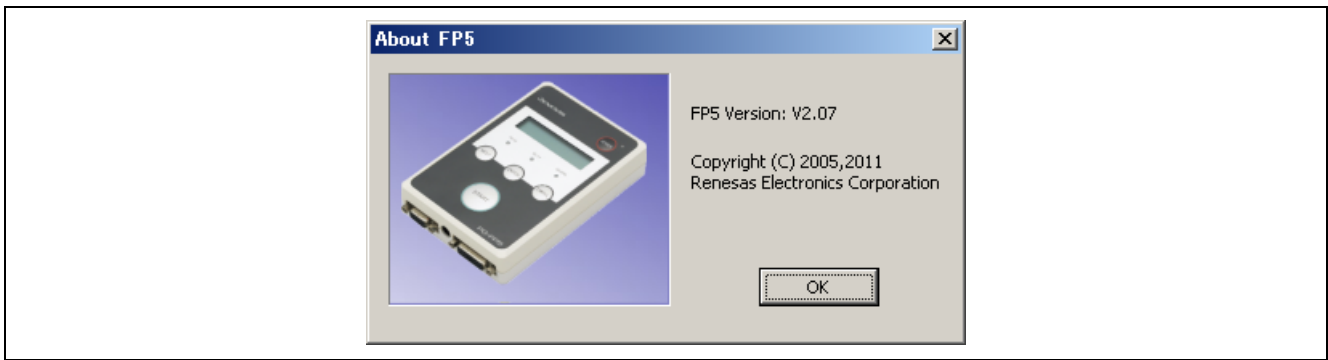 About FP5
FP5 Version: V2.07
Copyright (C) 2005,2011
Renesas Electronics Corporation
OK